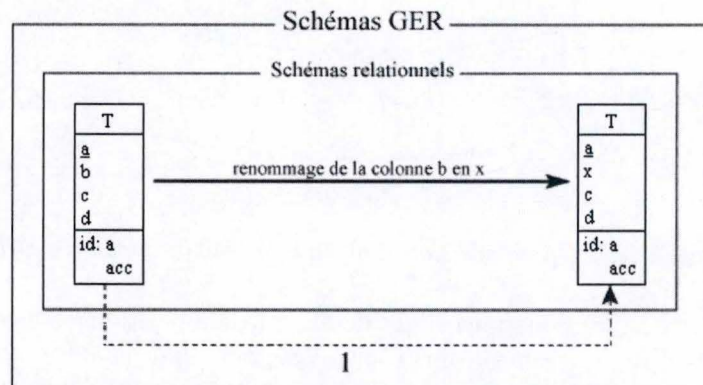 Schémas GER
Schémas relationnels
T
a
b
c
d
id: a
acc
renommage de la colonne b en x
T
a
x
c
d
id: a
acc
1